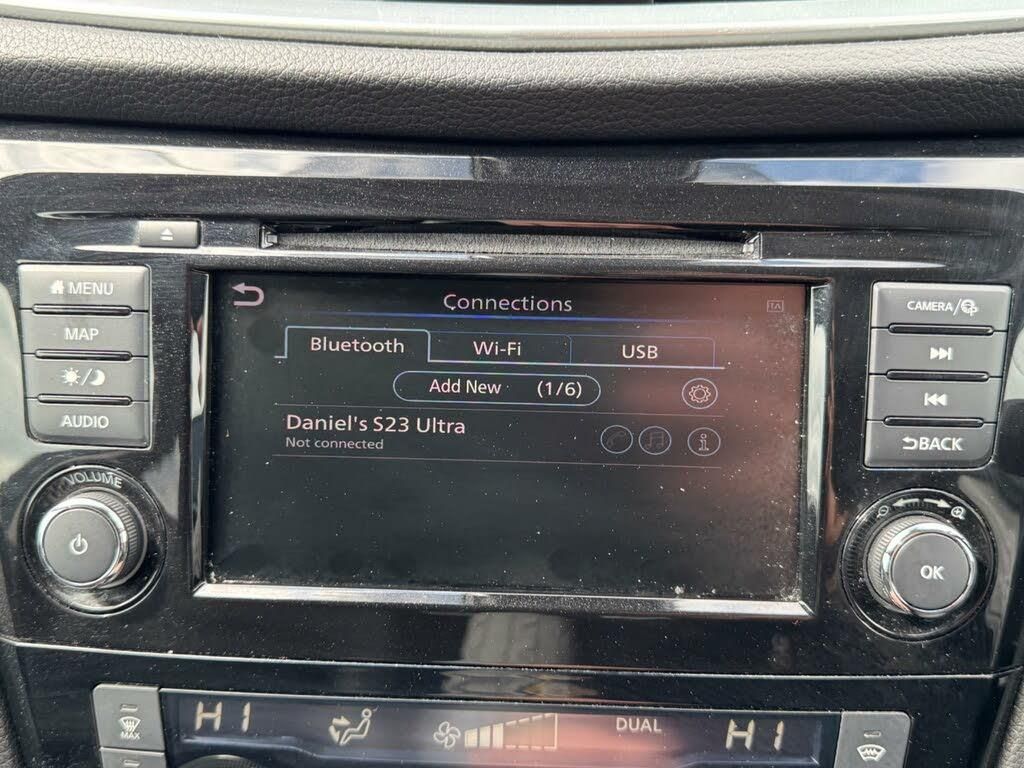 MENU
MAP
AUDIO
VOLUME
Connections
TA
Bluetooth
Wi-Fi
USB
Add New (1/6)
Daniel's S23 Ultra
Not connected
i
CAMERA/
BACK
OK
MAX
HI
DUAL
HI